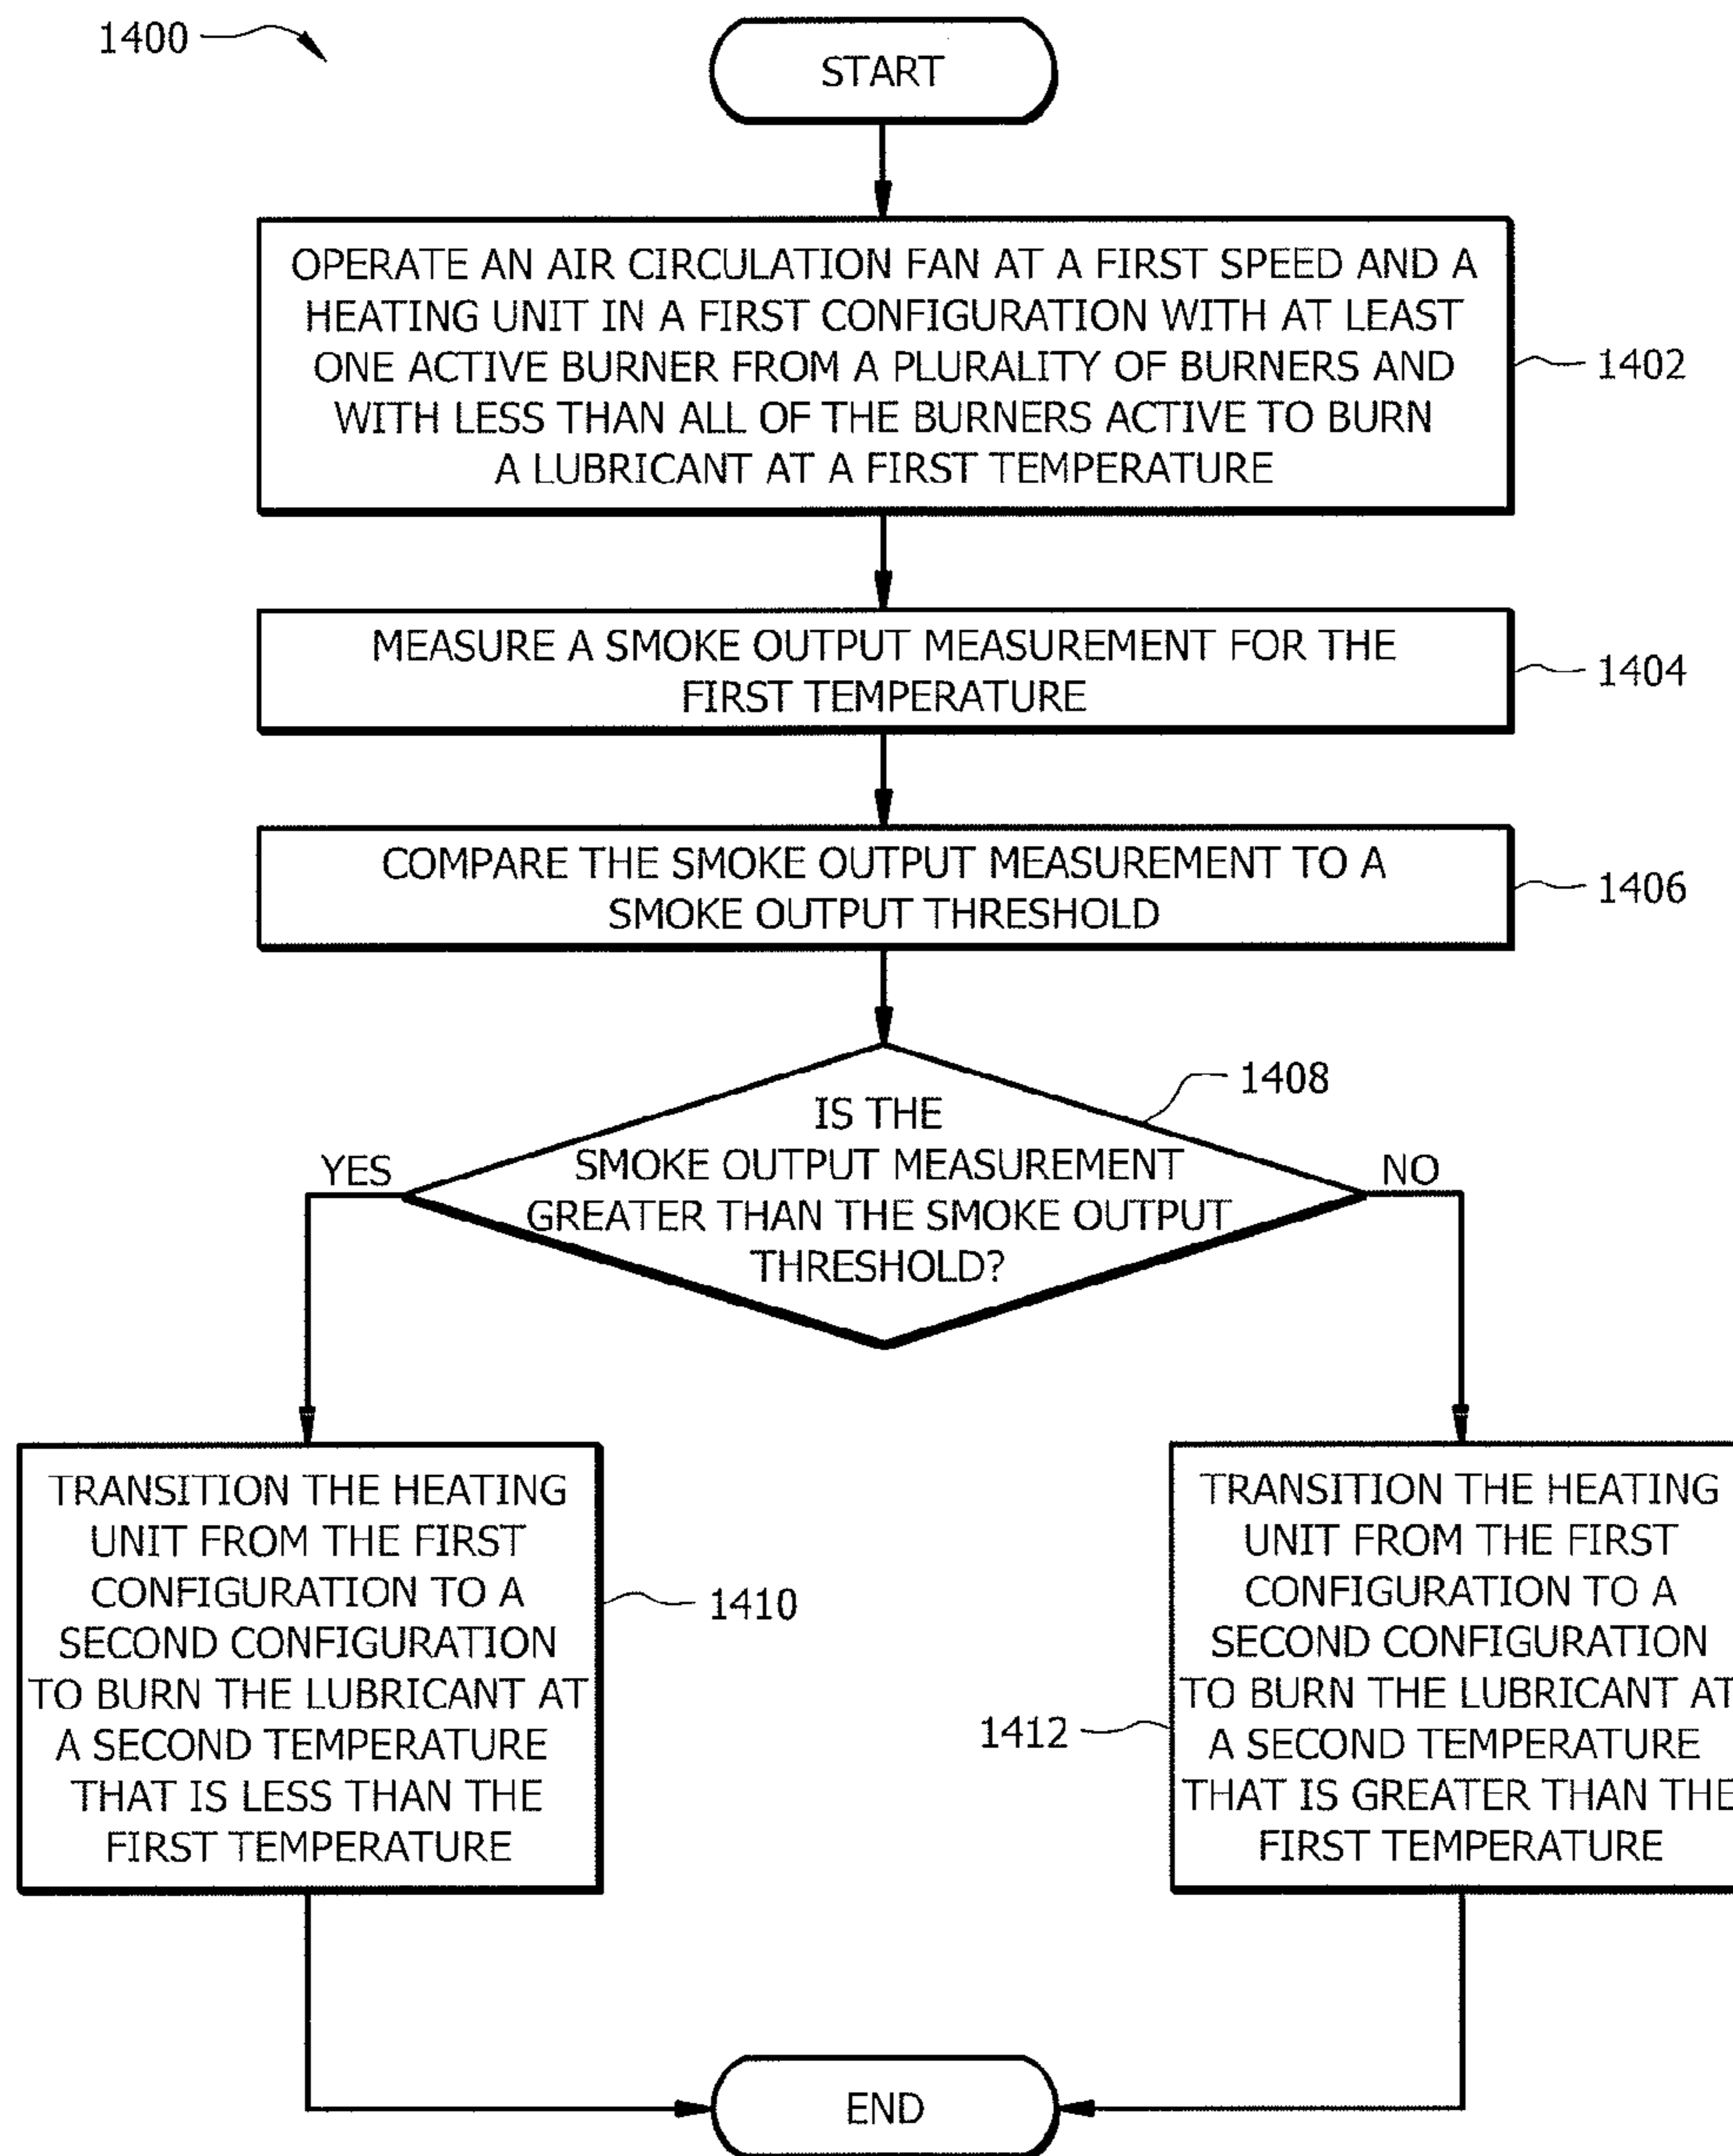 1400
START
OPERATE AN AIR CIRCULATION FAN AT A FIRST SPEED AND A
HEATING UNIT IN A FIRST CONFIGURATION WITH AT LEAST
ONE ACTIVE BURNER FROM A PLURALITY OF BURNERS AND
WITH LESS THAN ALL OF THE BURNERS ACTIVE TO BURN
A LUBRICANT AT A FIRST TEMPERATURE
1402
MEASURE A SMOKE OUTPUT MEASUREMENT FOR THE
FIRST TEMPERATURE
1404
COMPARE THE SMOKE OUTPUT MEASUREMENT TO A
SMOKE OUTPUT THRESHOLD
1406
1408
IS THE
SMOKE OUTPUT MEASUREMENT
GREATER THAN THE SMOKE OUTPUT
THRESHOLD?
YES
NO
TRANSITION THE HEATING
UNIT FROM THE FIRST
CONFIGURATION TO A
SECOND CONFIGURATION
TO BURN THE LUBRICANT AT
A SECOND TEMPERATURE
THAT IS LESS THAN THE
FIRST TEMPERATURE
1410
TRANSITION THE HEATING
UNIT FROM THE FIRST
CONFIGURATION TO A
SECOND CONFIGURATION
TO BURN THE LUBRICANT AT
A SECOND TEMPERATURE
THAT IS GREATER THAN THE
FIRST TEMPERATURE
1412
END